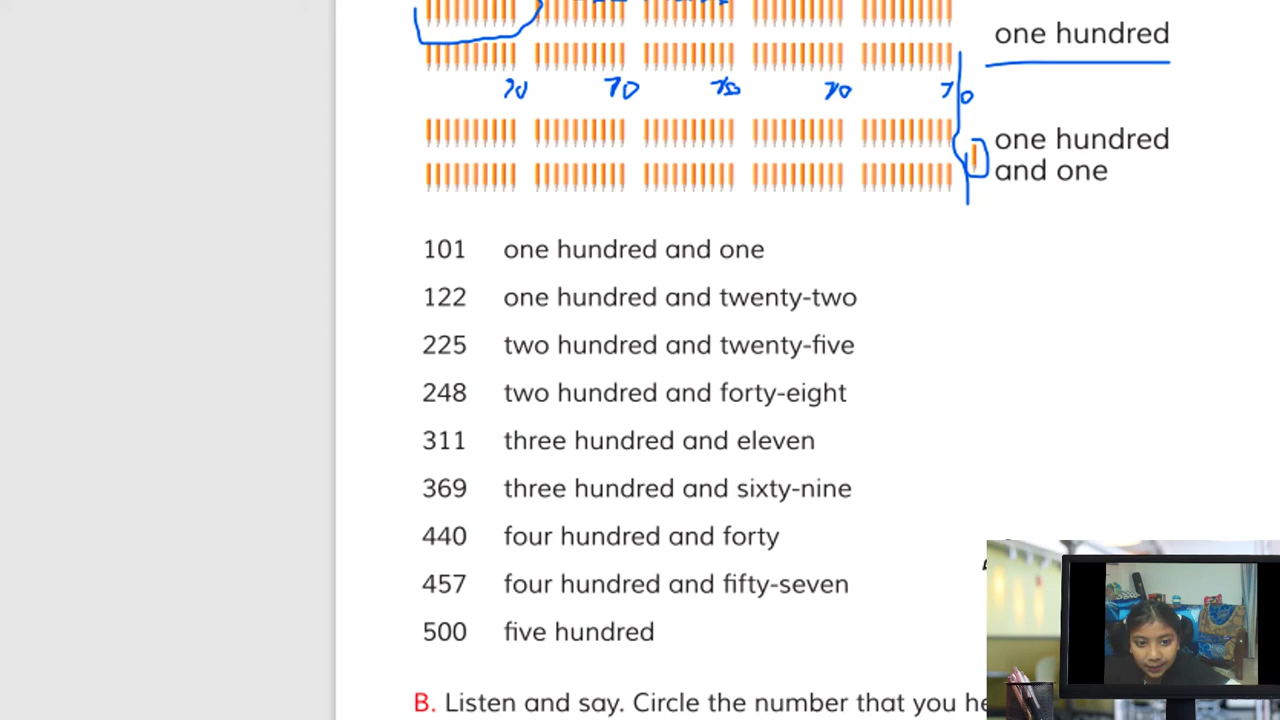 one hundred
one hundred
and one
101 one hundred and one
122 one hundred and twenty-two
225 two hundred and twenty-five
248 two hundred and forty-eight
311 three hundred and eleven
369 three hundred and sixty-nine
440 four hundred and forty
457 four hundred and fifty-seven
500 five hundred
B. Listen and say. Circle the number that you